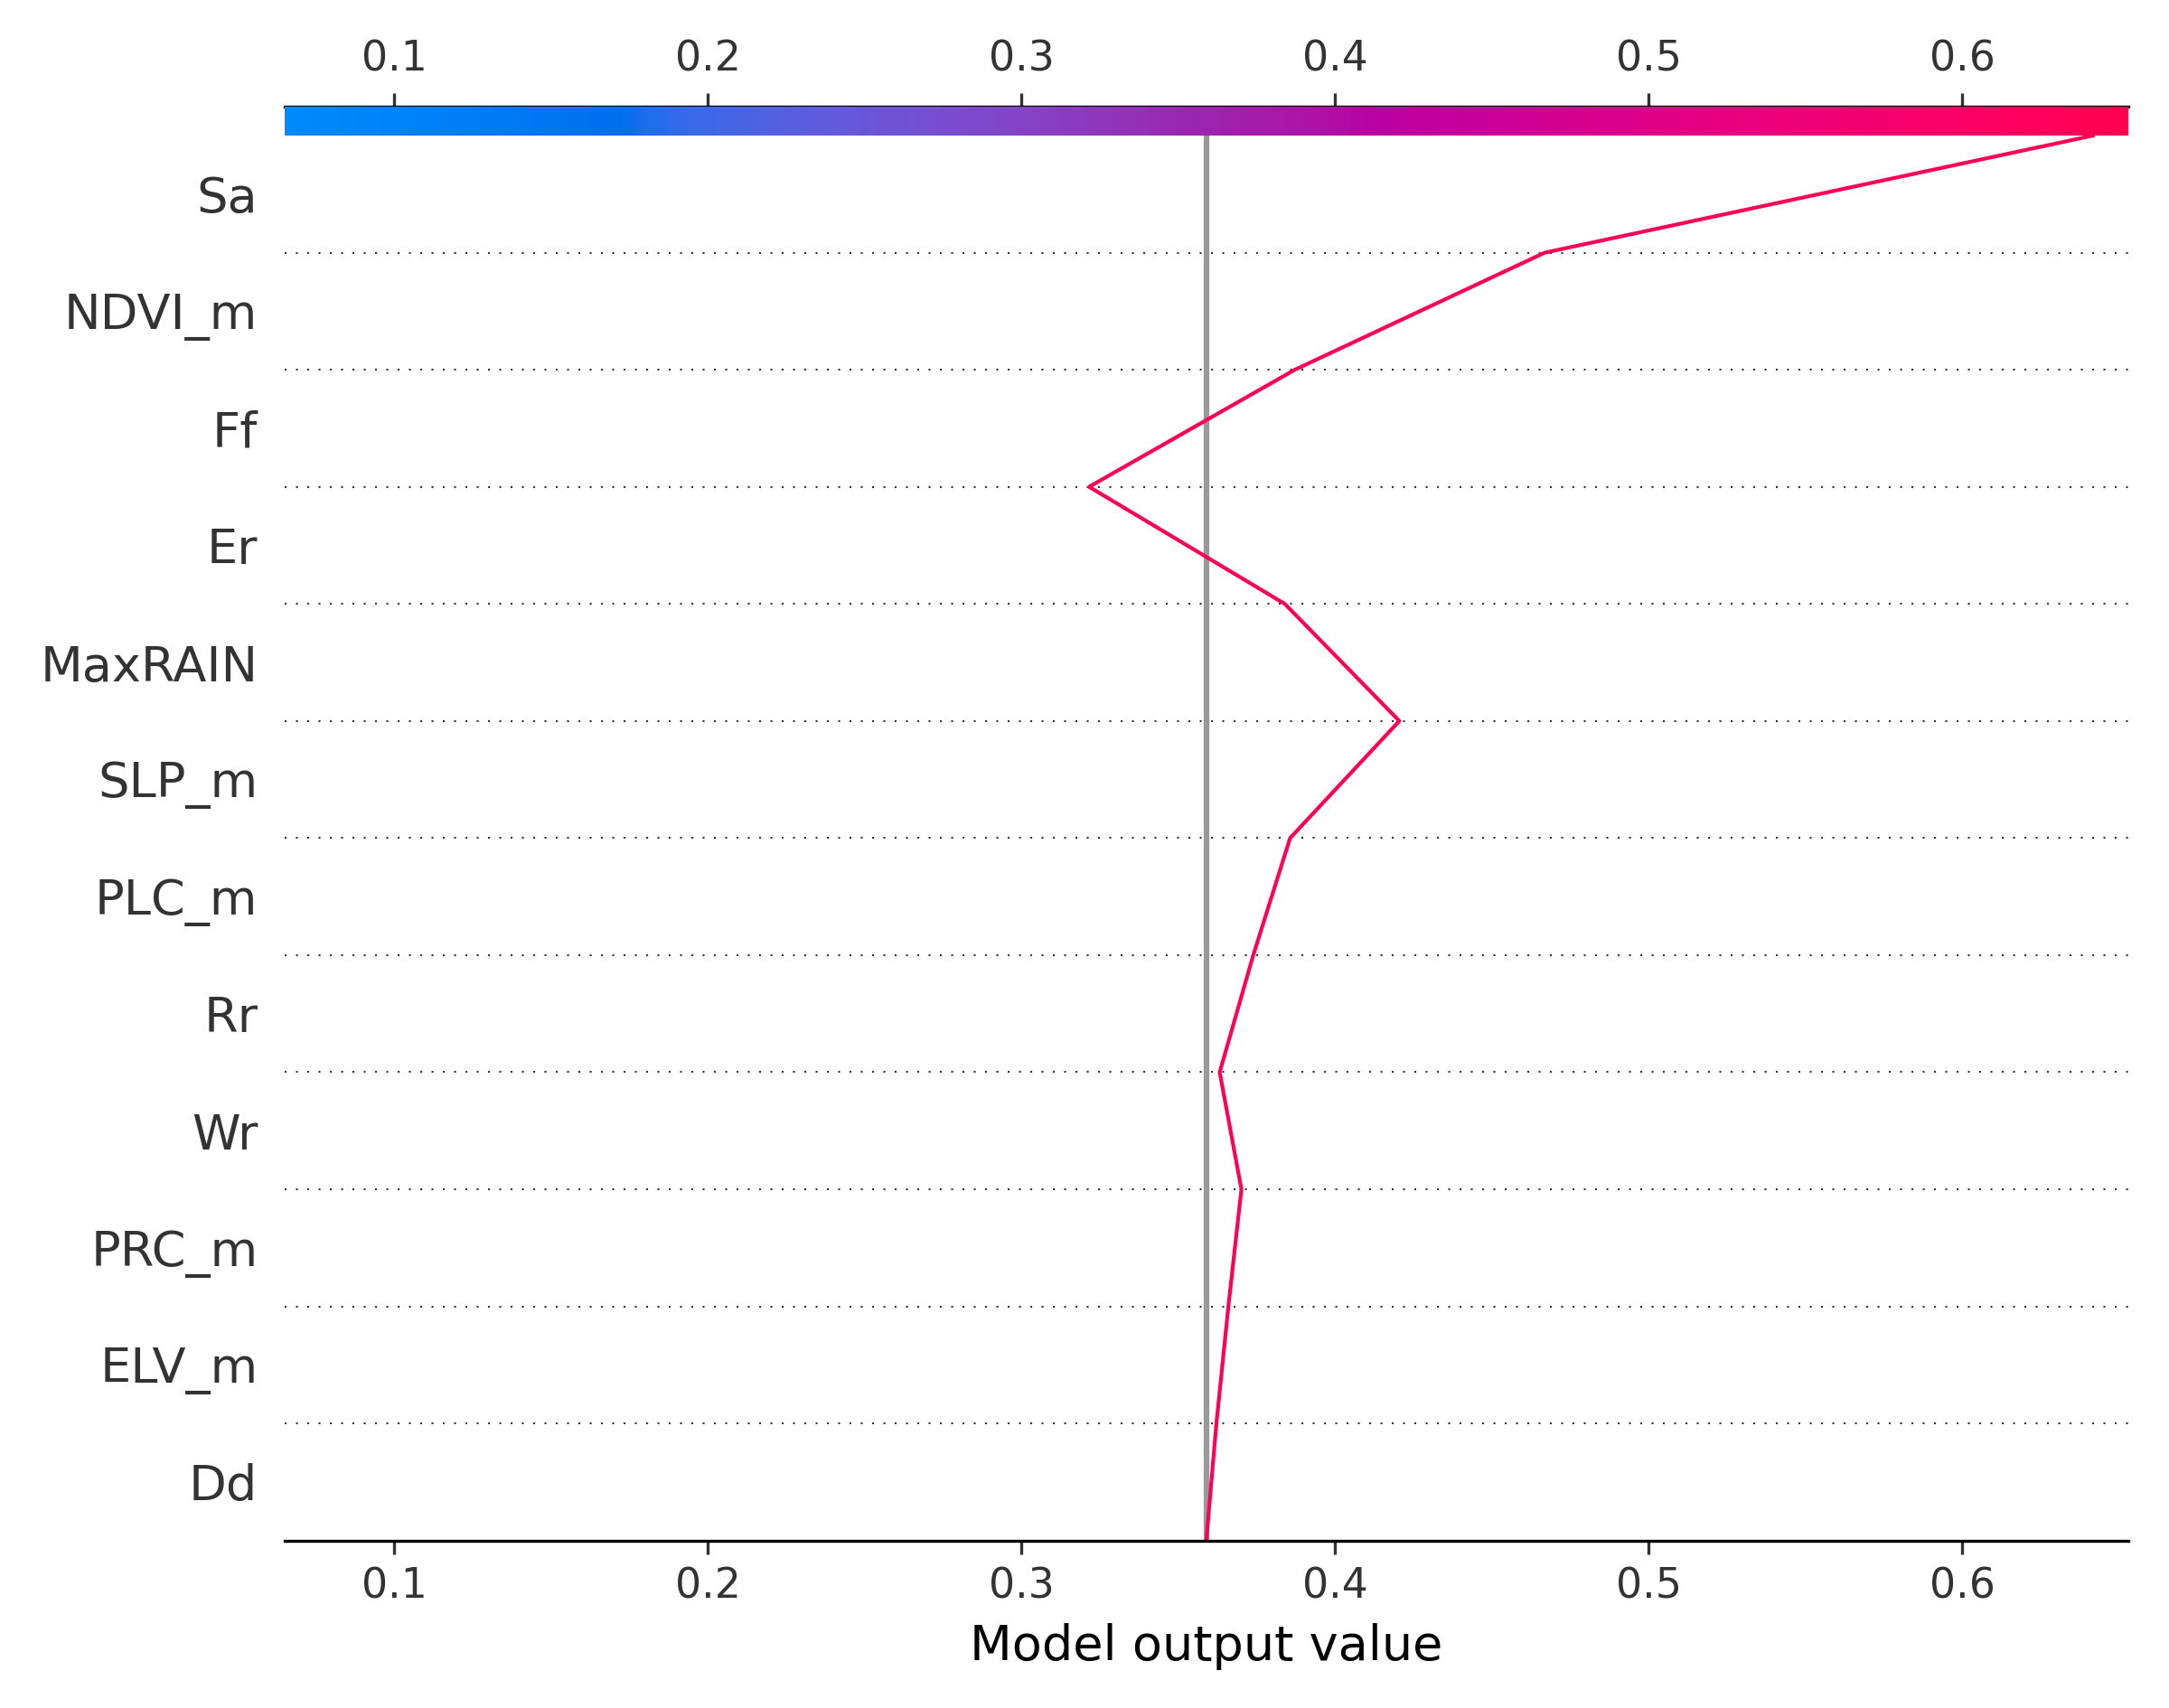 0.1 0.2 0.3 0.4 0.5 0.6
Sa
NDVI_m
Ff
Er
MaxRAIN
SLP_m
PLC_m
Rr
Wr
PRC_m
ELV_m
Dd
0.1 0.2 0.3 0.4 0.5 0.6
Model output value